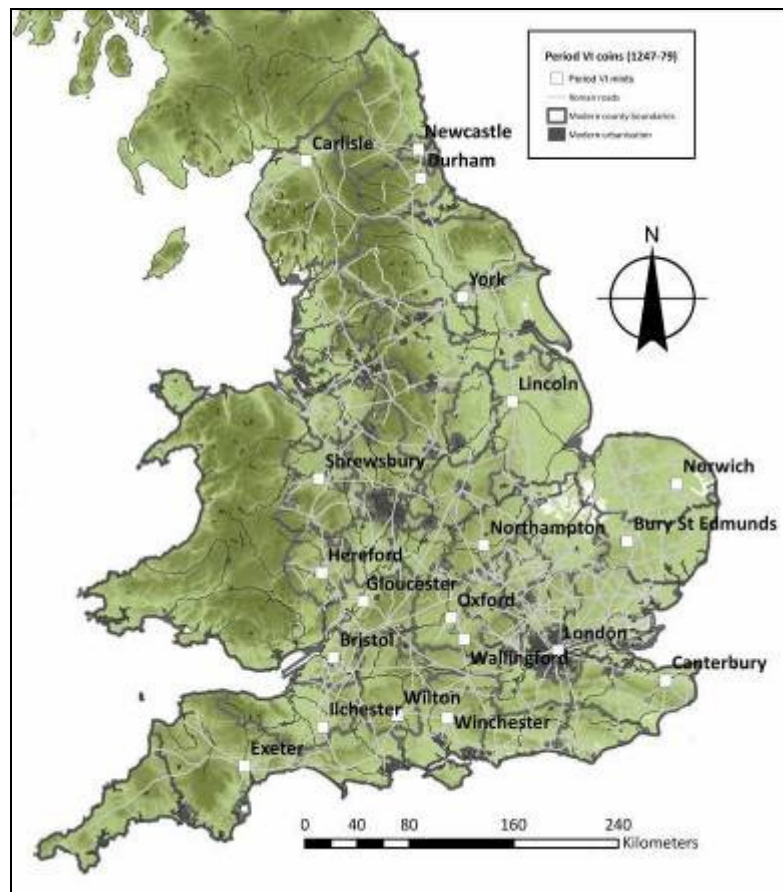 Period VI coins (1247-79)
Period VI mints
Roman roads
Modern county boundaries
Modern urbanisation
Newcastle
Carlisle
Durham
N
York
Lincoln
Shrewsbury
Norwich
Northampton
Bury St Edmunds
Hereford
Gloucester
Oxford
London
Bristol
Wallingford
Canterbury
Ilchester
Wilton
Winchester
Exeter
0 40 80 160 240
Kilometers